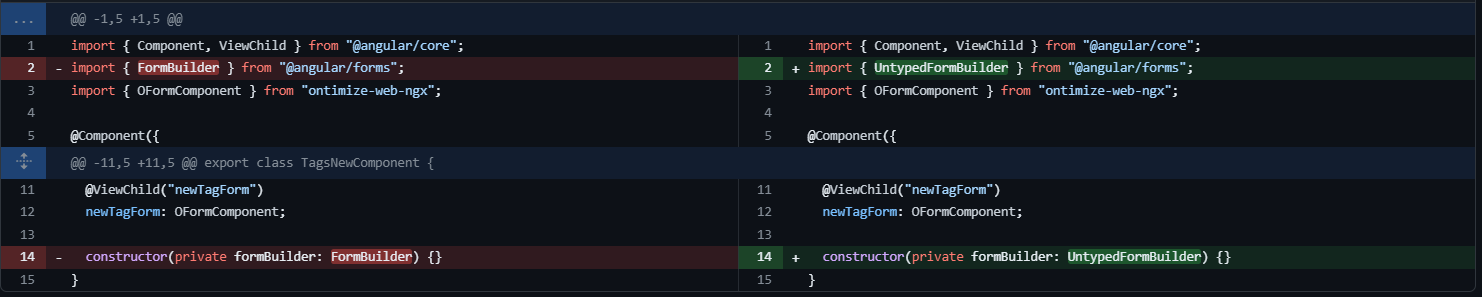 ... @@ -1,5 +1,5 @@
1 import { Component, ViewChild } from "@angular/core"; 1 import { Component, ViewChild } from "@angular/core";
2 - import { FormBuilder } from "@angular/forms"; 2 + import { UntypedFormBuilder } from "@angular/forms";
3 import { OFormComponent } from "ontimize-web-ngx"; 3 import { OFormComponent } from "ontimize-web-ngx";
4 4
5 @Component({ 5 @Component({
@@ -11,5 +11,5 @@ export class TagsNewComponent {
11 @ViewChild("newTagForm") 11 @ViewChild("newTagForm")
12 newTagForm: OFormComponent; 12 newTagForm: OFormComponent;
13 13
14 - constructor(private formBuilder: FormBuilder) {} 14 + constructor(private formBuilder: UntypedFormBuilder) {}
15 } 15 }